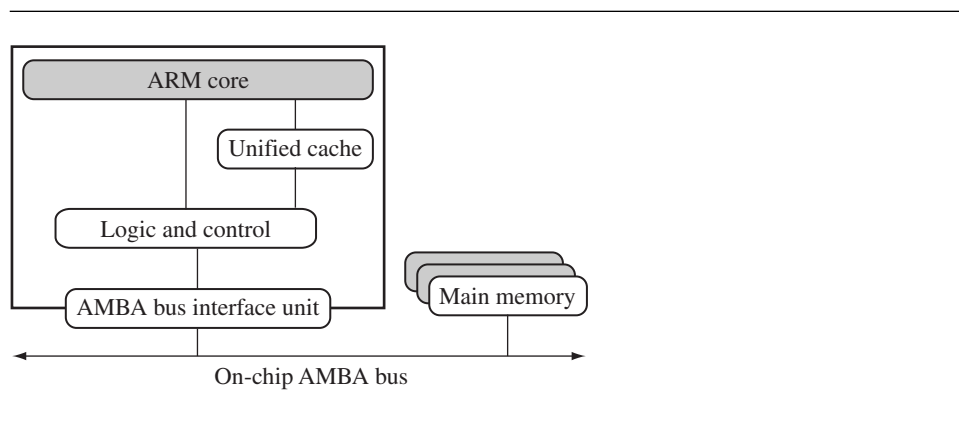 ARM core
Unified cache
Logic and control
AMBA bus interface unit
Main memory
On-chip AMBA bus